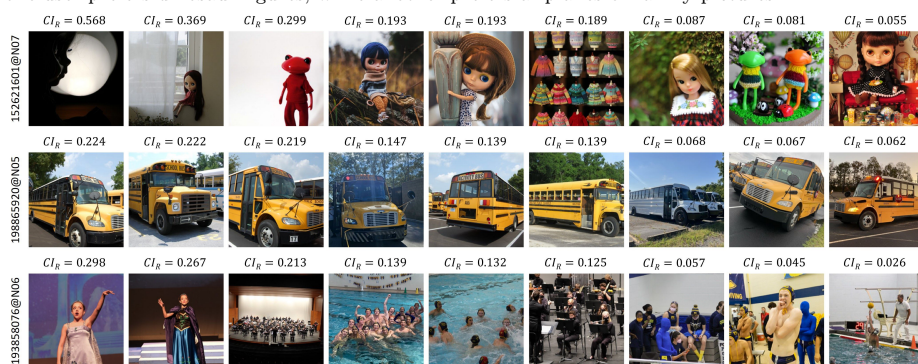 CI_R = 0.568 CI_R = 0.369 CI_R = 0.299 CI_R = 0.193 CI_R = 0.193 CI_R = 0.189 CI_R = 0.087 CI_R = 0.081 CI_R = 0.055
152621601@N07
CI_R = 0.224 CI_R = 0.222 CI_R = 0.219 CI_R = 0.147 CI_R = 0.139 CI_R = 0.139 CI_R = 0.068 CI_R = 0.067 CI_R = 0.062
198865920@N05
CI_R = 0.298 CI_R = 0.267 CI_R = 0.213 CI_R = 0.139 CI_R = 0.132 CI_R = 0.125 CI_R = 0.057 CI_R = 0.045 CI_R = 0.026
193858076@N06